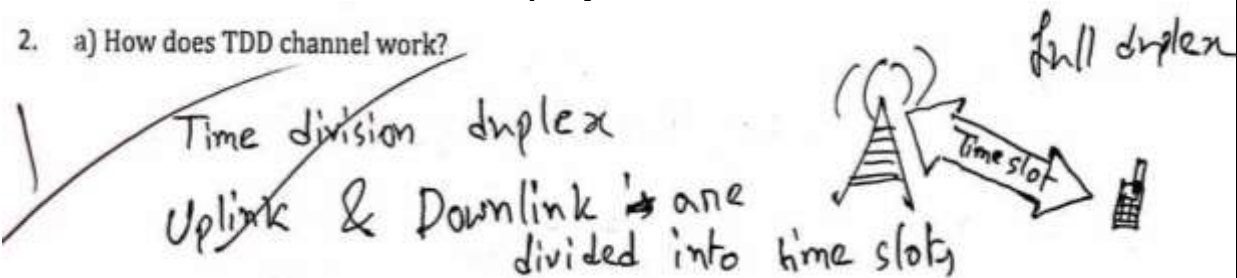 2. a) How does TDD channel work?
full duplex
Time division duplex
Time slot
Uplink & Downlink are
divided into time slots